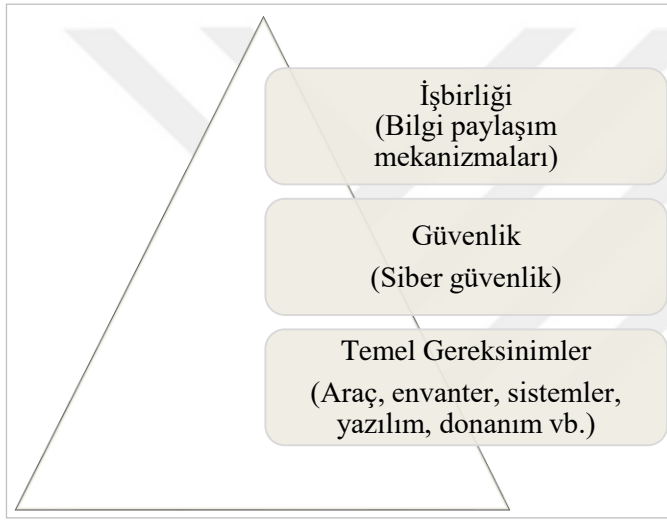 İşbirliği
(Bilgi paylaşım
mekanizmaları)
Güvenlik
(Siber güvenlik)
Temel Gereksinimler
(Araç, envanter, sistemler,
yazılım, donanım vb.)